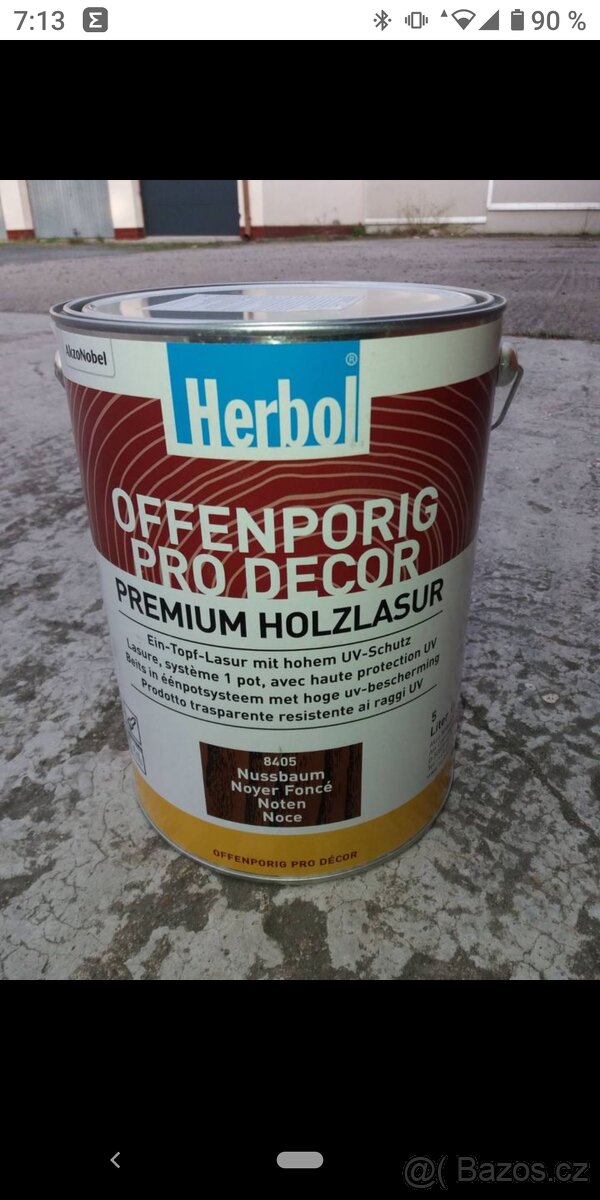 7:13
90 %
AkzoNobel
Herbol®
OFFENPORIG
PRO DECOR
PREMIUM HOLZLASUR
Ein-Topf-Lasur mit hohem UV-Schutz
Lasure, système 1 pot, avec haute protection UV
Beits in éénpotsysteem met hoge uv-bescherming
Prodotto trasparente resistente ai raggi UV
5
Liter
8405
Nussbaum
Noyer Foncé
Noten
Noce
OFFENPORIG PRO DÉCOR
@( Bazos.cz